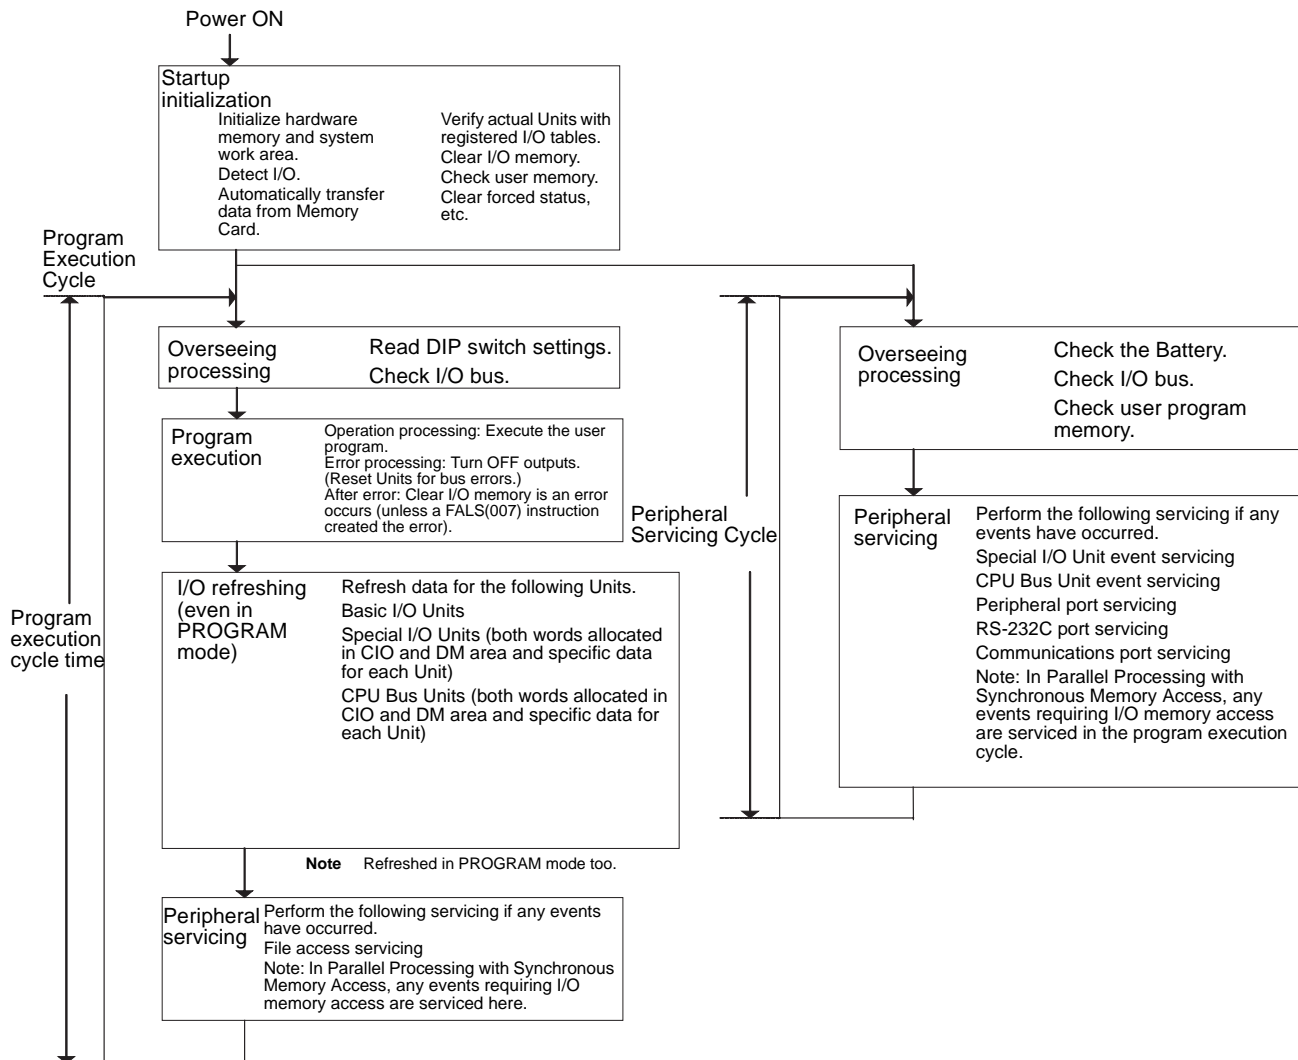 Power ON
Startup
initialization
Initialize hardware
memory and system
work area.
Detect I/O.
Automatically transfer
data from Memory
Card.
Verify actual Units with
registered I/O tables.
Clear I/O memory.
Check user memory.
Clear forced status,
etc.
Program
Execution
Cycle
Overseeing
processing
Read DIP switch settings.
Check I/O bus.
Program
execution
Operation processing: Execute the user
program.
Error processing: Turn OFF outputs.
(Reset Units for bus errors.)
After error: Clear I/O memory is an error
occurs (unless a FALS(007) instruction
created the error).
I/O refreshing
(even in
PROGRAM
mode)
Refresh data for the following Units.
Basic I/O Units
Special I/O Units (both words allocated
in CIO and DM area and specific data
for each Unit)
CPU Bus Units (both words allocated in
CIO and DM area and specific data for
each Unit)
Program
execution
cycle time
Note Refreshed in PROGRAM mode too.
Peripheral
servicing
Perform the following servicing if any events
have occurred.
File access servicing
Note: In Parallel Processing with Synchronous
Memory Access, any events requiring I/O
memory access are serviced here.
Peripheral
Servicing Cycle
Overseeing
processing
Check the Battery.
Check I/O bus.
Check user program
memory.
Peripheral
servicing
Perform the following servicing if any
events have occurred.
Special I/O Unit event servicing
CPU Bus Unit event servicing
Peripheral port servicing
RS-232C port servicing
Communications port servicing
Note: In Parallel Processing with
Synchronous Memory Access, any
events requiring I/O memory access
are serviced in the program execution
cycle.